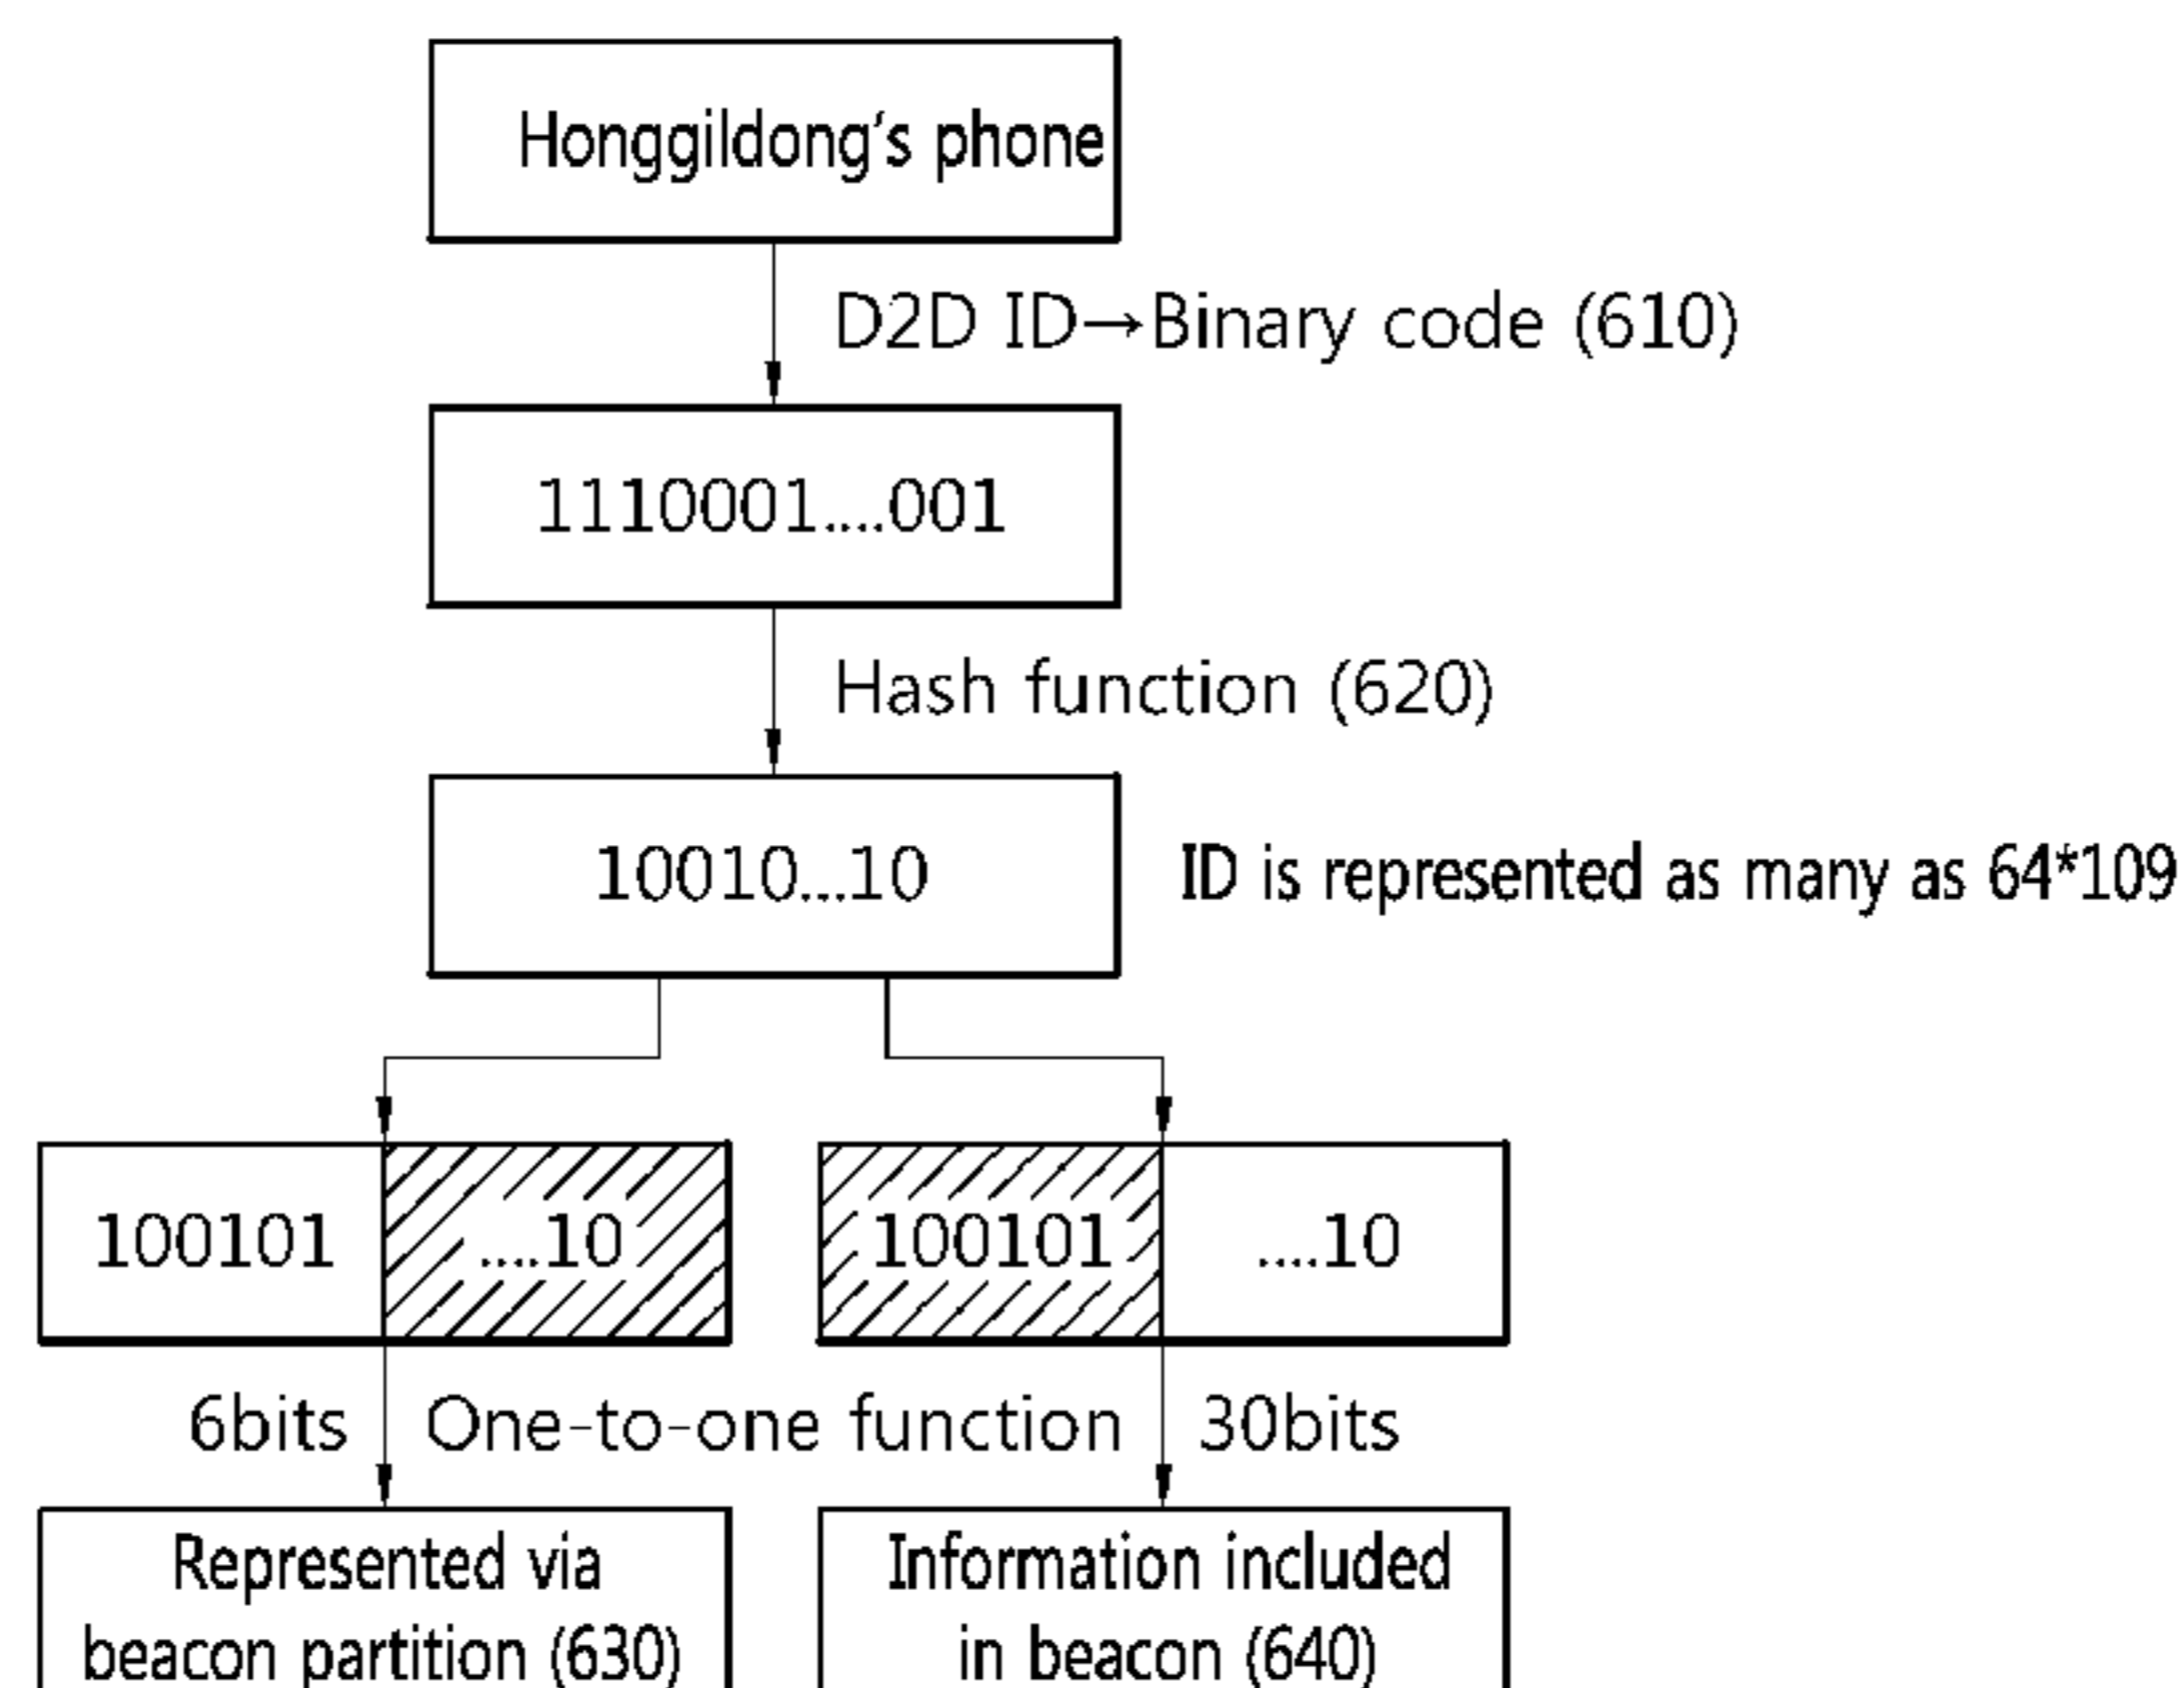 Honggildong's phone
D2D ID→Binary code (610)
1110001....001
Hash function (620)
10010...10
ID is represented as many as 64*109
100101 ....10 100101 ....10
6bits One-to-one function 30bits
Represented via
beacon partition (630)
Information included
in beacon (640)